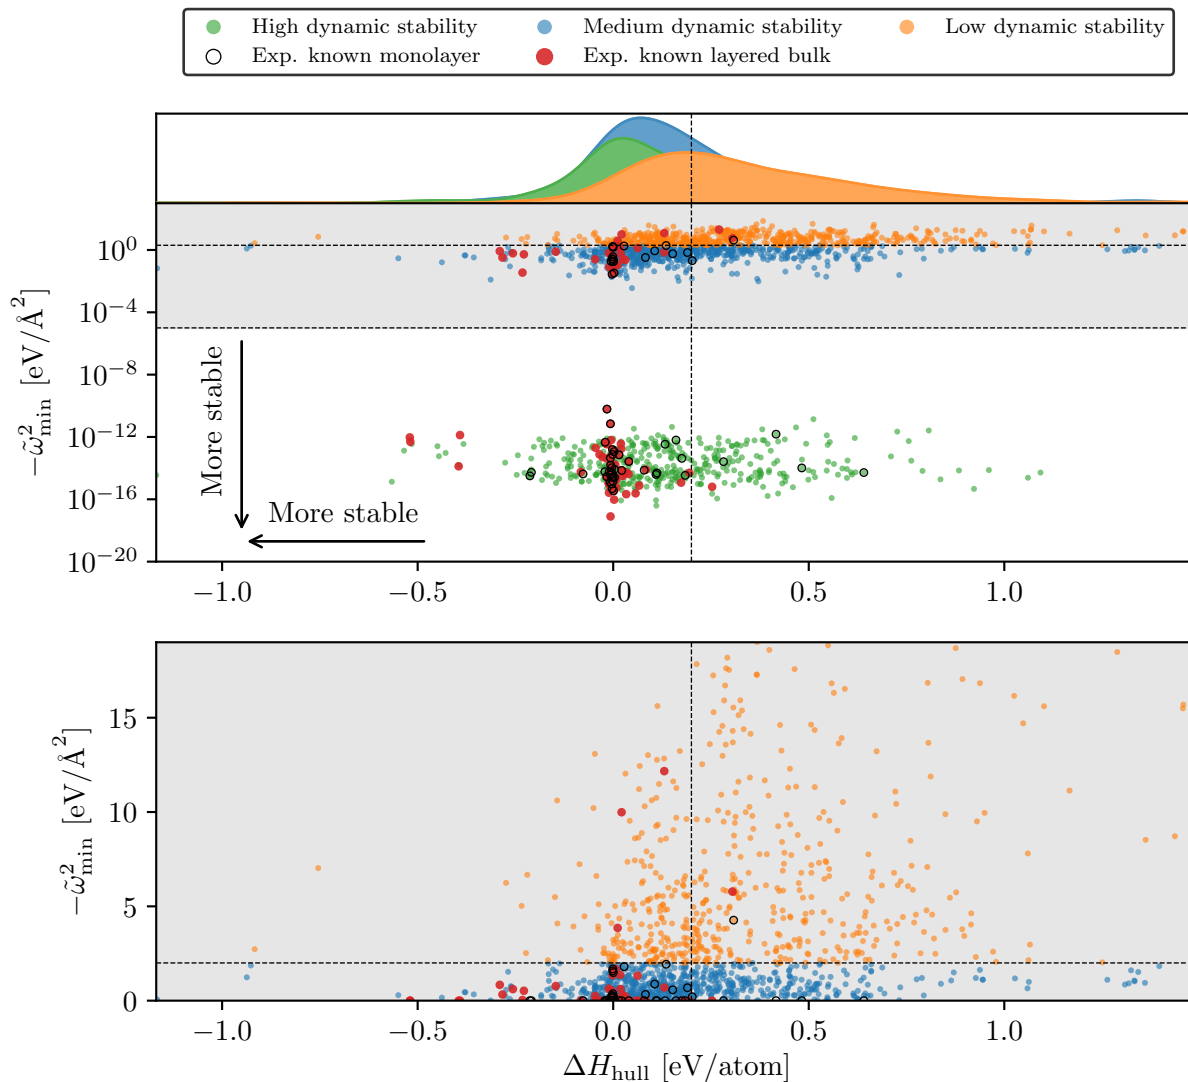 High dynamic stability Medium dynamic stability Low dynamic stability
Exp. known monolayer Exp. known layered bulk
10^0
10^−4
10^−8
10^−12
10^−16
10^−20
−ω̃²_min [eV/Å²]
More stable
More stable
−1.0 −0.5 0.0 0.5 1.0
15
10
5
0
−ω̃²_min [eV/Å²]
−1.0 −0.5 0.0 0.5 1.0
ΔH_hull [eV/atom]